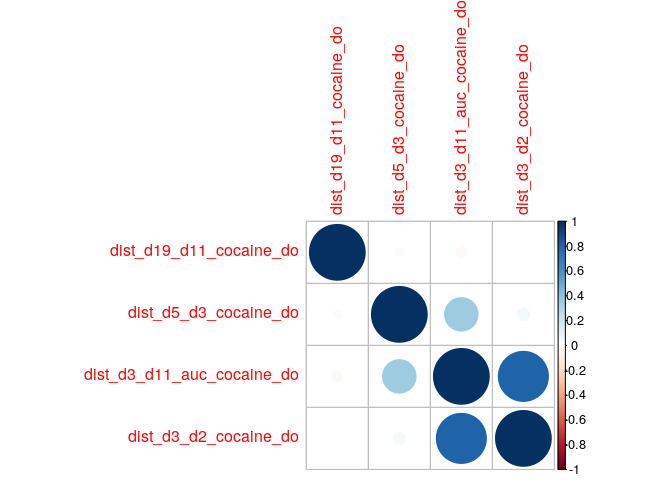 dist_d19_d11_cocaine_do
dist_d5_d3_cocaine_do
dist_d3_d11_auc_cocaine_do
dist_d3_d2_cocaine_do
dist_d19_d11_cocaine_do
dist_d5_d3_cocaine_do
dist_d3_d11_auc_cocaine_do
dist_d3_d2_cocaine_do
1
0.8
0.6
0.4
0.2
0
-0.2
-0.4
-0.6
-0.8
-1